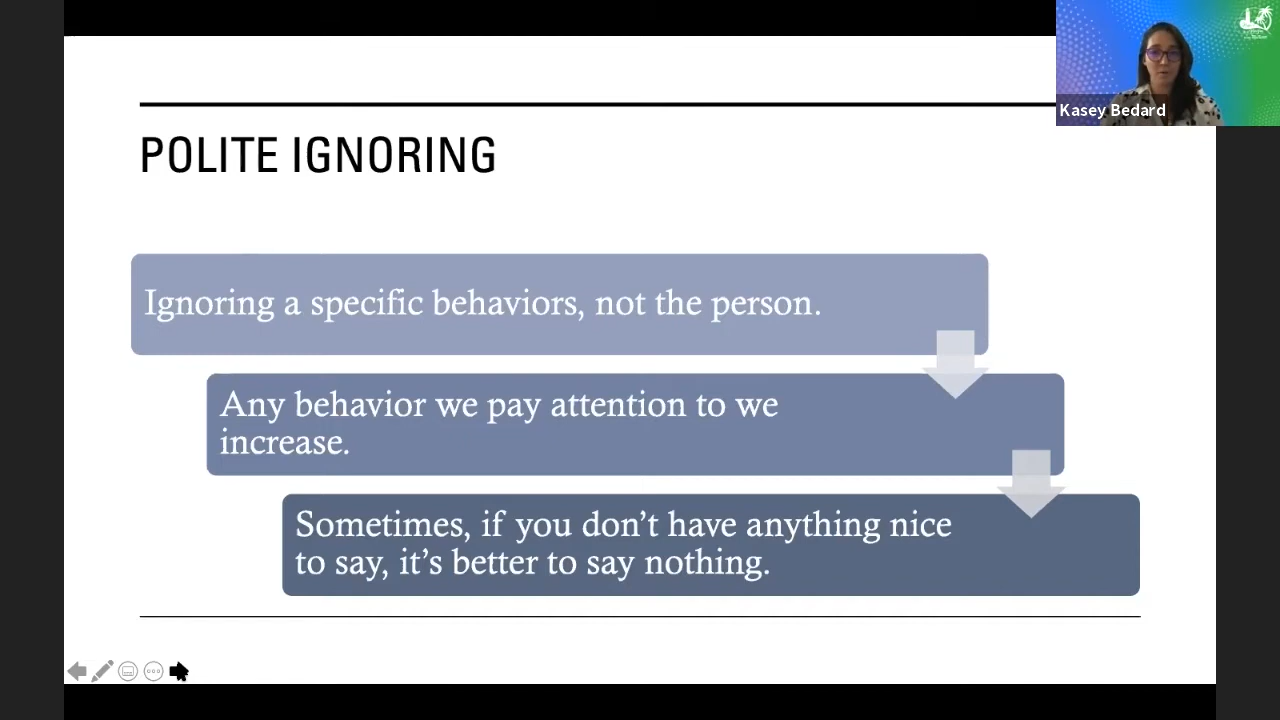 Kasey Bedard
POLITE IGNORING
Ignoring a specific behaviors, not the person.
Any behavior we pay attention to we
increase.
Sometimes, if you don’t have anything nice
to say, it’s better to say nothing.